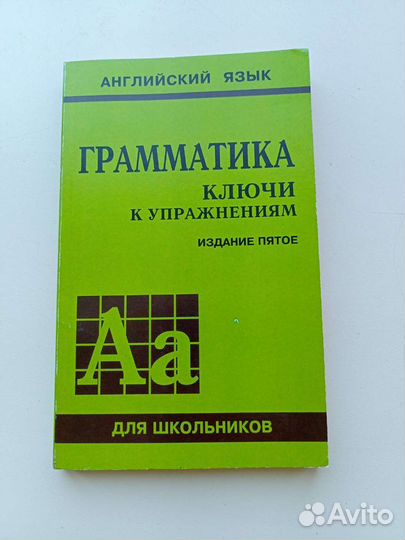 АНГЛИЙСКИЙ ЯЗЫК
ГРАММАТИКА
КЛЮЧИ
К УПРАЖНЕНИЯМ
ИЗДАНИЕ ПЯТОЕ
Aa
ДЛЯ ШКОЛЬНИКОВ
Avito